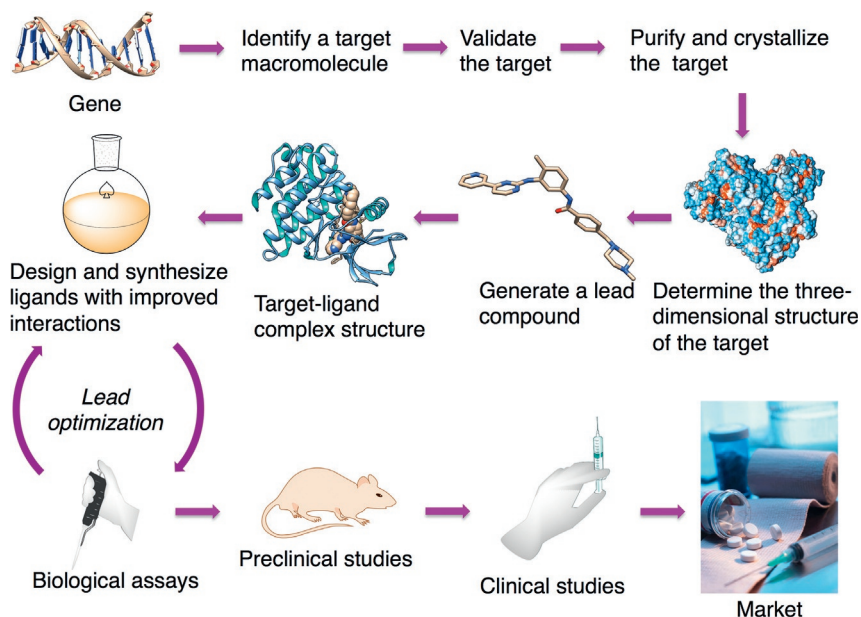 Gene
Identify a target
macromolecule
Validate
the target
Purify and crystallize
the target
Determine the three-
dimensional structure
of the target
Generate a lead
compound
Target-ligand
complex structure
Design and synthesize
ligands with improved
interactions
Lead
optimization
Biological assays
Preclinical studies
Clinical studies
Market